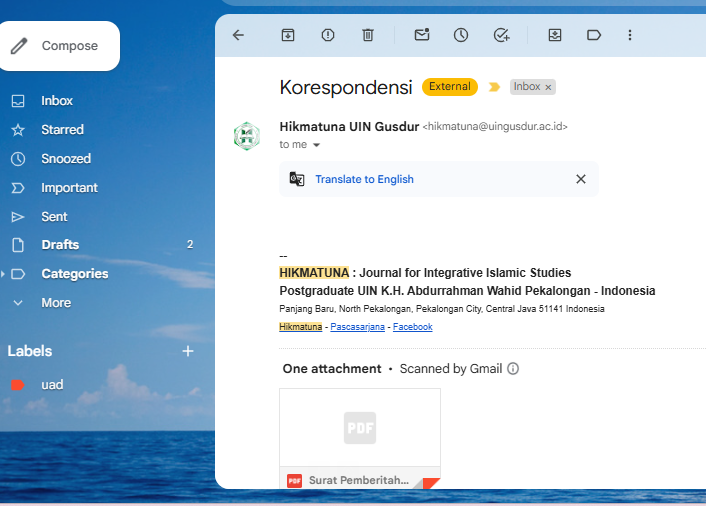 Compose
Inbox
Starred
Snoozed
Important
Sent
Drafts 2
Categories
More
Labels +
uad
Korespondensi External Inbox ×
Hikmatuna UIN Gusdur <hikmatuna@uingusdur.ac.id>
to me
Translate to English
--
HIKMATUNA : Journal for Integrative Islamic Studies
Postgraduate UIN K.H. Abdurrahman Wahid Pekalongan - Indonesia
Panjang Baru, North Pekalongan, Pekalongan City, Central Java 51141 Indonesia
Hikmatuna - Pascasarjana - Facebook
One attachment • Scanned by Gmail
PDF
PDF Surat Pemberitah...